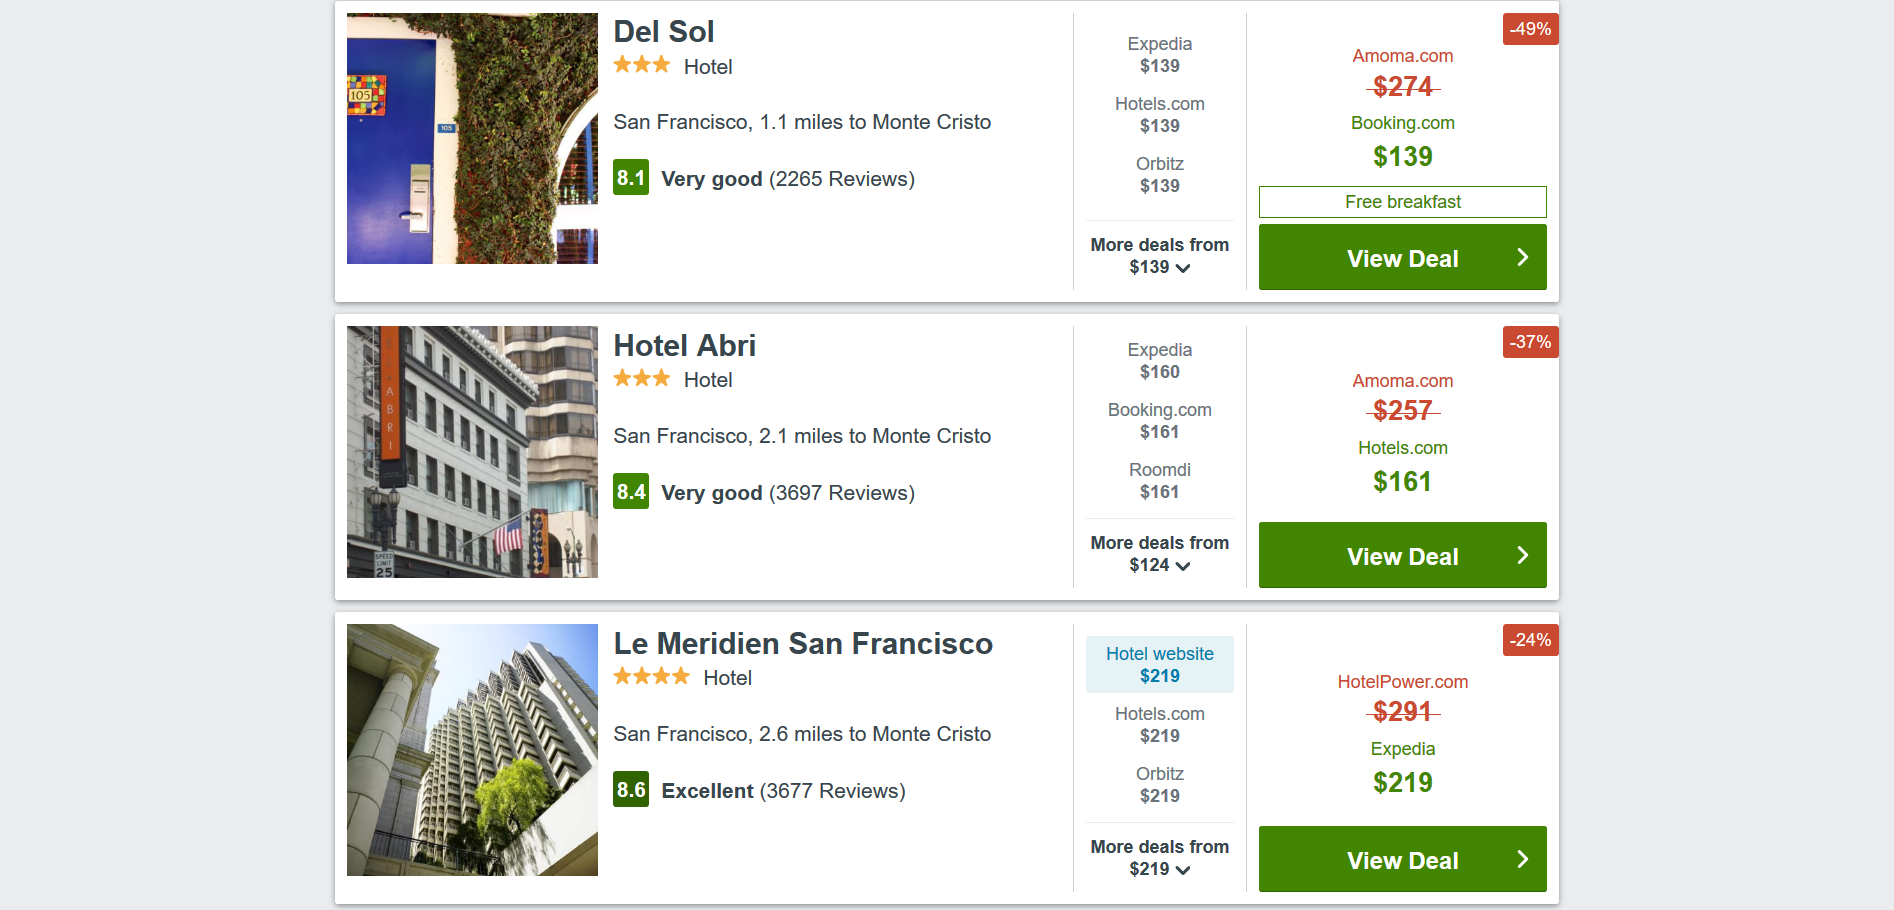 Del Sol
Hotel
San Francisco, 1.1 miles to Monte Cristo
8.1 Very good (2265 Reviews)
105
105
Expedia
$139
Hotels.com
$139
Orbitz
$139
More deals from
$139
-49%
Amoma.com
$274
Booking.com
$139
Free breakfast
View Deal
Hotel Abri
Hotel
San Francisco, 2.1 miles to Monte Cristo
8.4 Very good (3697 Reviews)
ABRI
SPEED
LIMIT
25
Expedia
$160
Booking.com
$161
Roomdi
$161
More deals from
$124
-37%
Amoma.com
$257
Hotels.com
$161
View Deal
Le Meridien San Francisco
Hotel
San Francisco, 2.6 miles to Monte Cristo
8.6 Excellent (3677 Reviews)
Hotel website
$219
Hotels.com
$219
Orbitz
$219
More deals from
$219
-24%
HotelPower.com
$291
Expedia
$219
View Deal